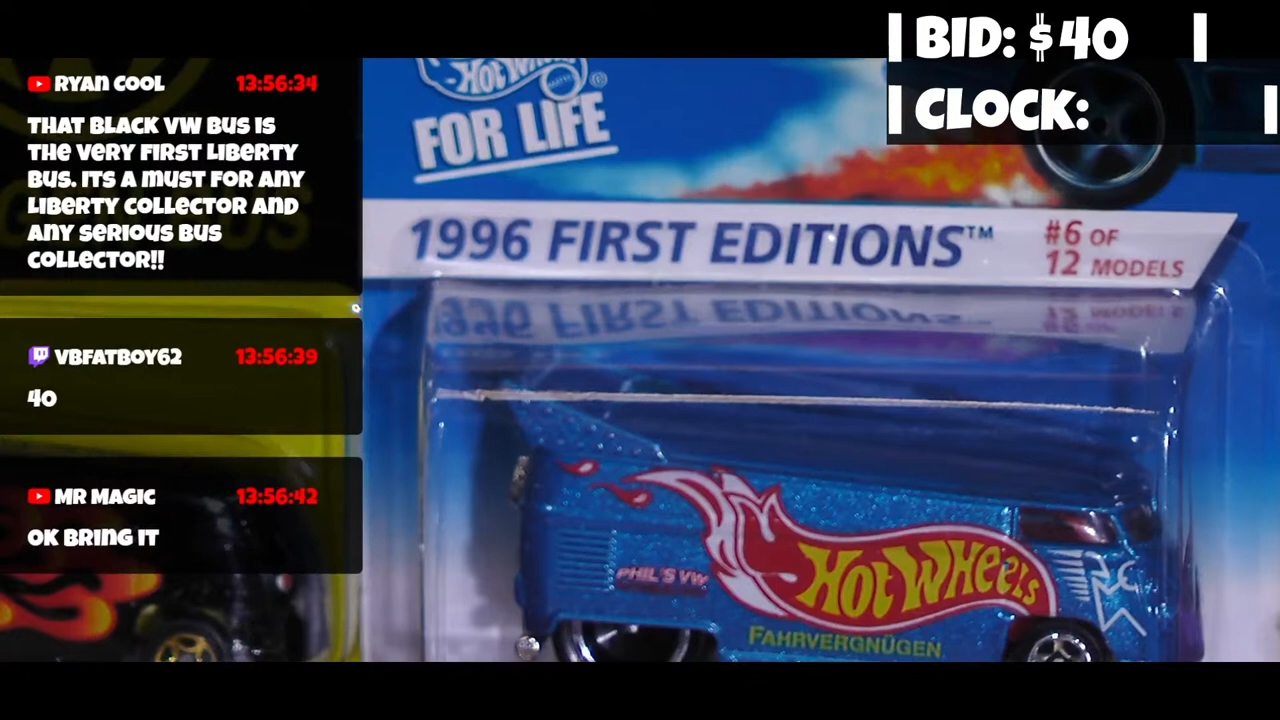 | BID: $40 |
| CLOCK: |
RYAN COOL 13:56:34
THAT BLACK VW BUS IS
THE VERY FIRST LIBERTY
BUS. ITS A MUST FOR ANY
LIBERTY COLLECTOR AND
ANY SERIOUS BUS
COLLECTOR!!
VBFATBOY62 13:56:39
40
MR MAGIC 13:56:42
OK BRING IT
HOT WHEELS ®
FOR LIFE
1996 FIRST EDITIONS™
#6 OF
12 MODELS
PHIL'S VW
HOT WHEELS
FAHRVERGNÜGEN